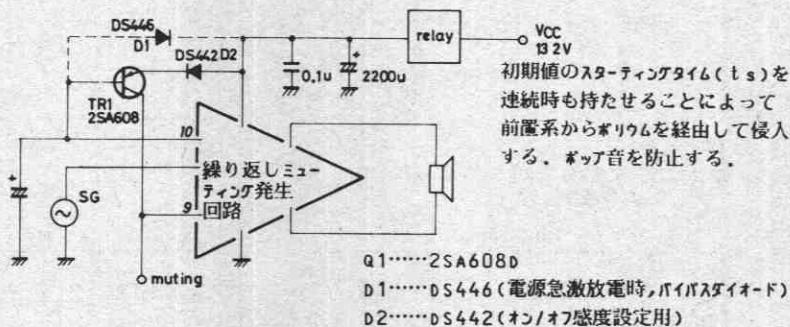 DS446
D1
DS442 D2
relay
VCC
13 2V
0.1u
2200u
TR1
2SA608
初期値のスターティングタイム(ts)を
連続時も持たせることによって
前置系からボリウムを経由して侵入
する．ポップ音を防止する．
10
繰り返しミュー
ティング発生
回路
9
SG
muting
Q1……2SA608D
D1……DS446(電源急激放電時,バイパスダイオード)
D2……DS442(オン/オフ感度設定用)